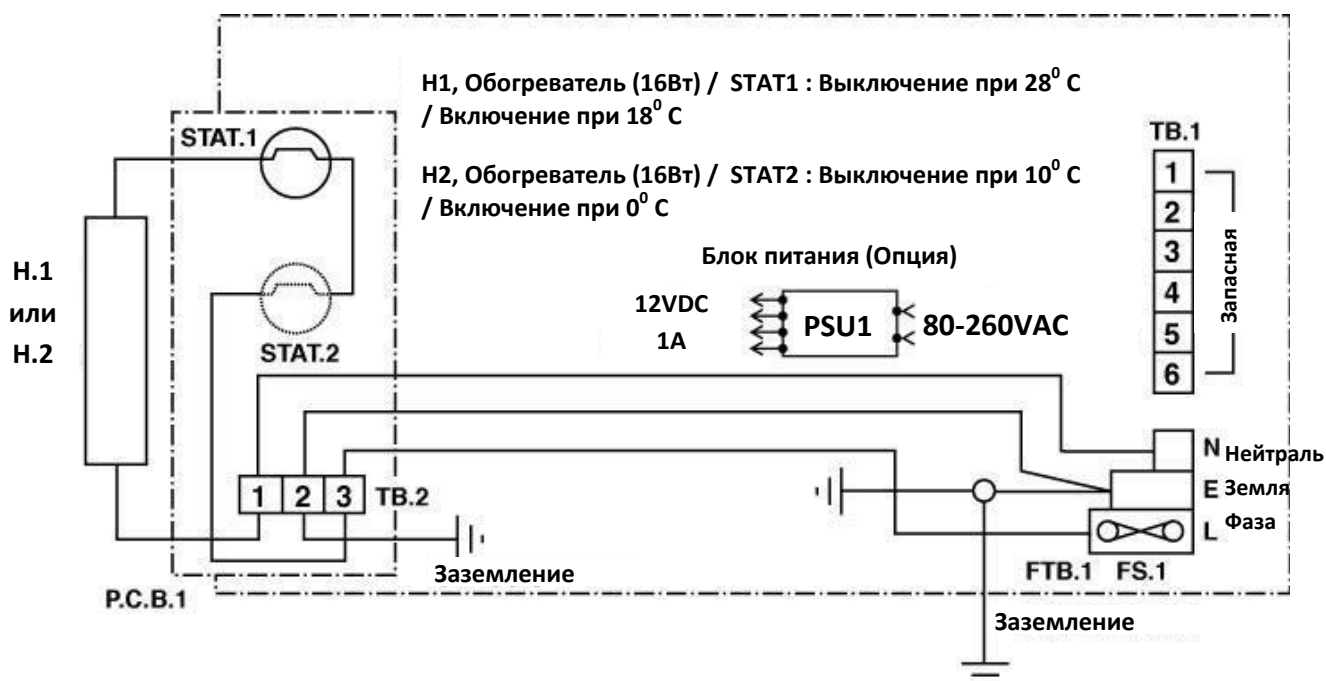 H1, Обогреватель (16Вт) / STAT1 : Выключение при 28⁰ С
/ Включение при 18⁰ С
STAT.1
TB.1
H2, Обогреватель (16Вт) / STAT2 : Выключение при 10⁰ С
/ Включение при 0⁰ С
1
2
3
4
5
6
Запасная
Блок питания (Опция)
H.1
или
H.2
12VDC
1A
PSU1
80-260VAC
STAT.2
N Нейтраль
E Земля
L Фаза
1 2 3 TB.2
FTB.1 FS.1
Заземление
P.C.B.1
Заземление